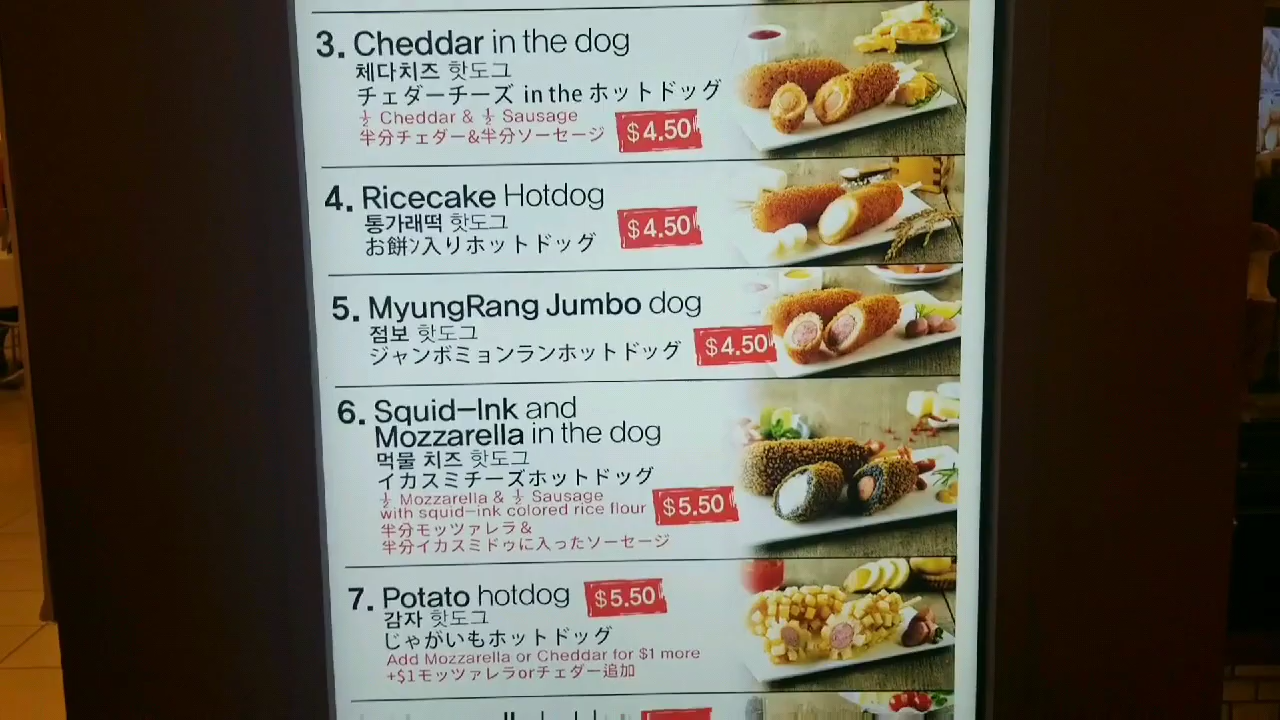 3. Cheddar in the dog
체다치즈 핫도그
チェダーチーズ in the ホットドッグ
½ Cheddar & ½ Sausage
半分チェダー&半分ソーセージ
$4.50
4. Ricecake Hotdog
통가래떡 핫도그
お餅ン入りホットドッグ
$4.50
5. MyungRang Jumbo dog
점보 핫도그
ジャンボミョンランホットドッグ
$4.50
6. Squid-Ink and
Mozzarella in the dog
먹물 치즈 핫도그
イカスミチーズホットドッグ
½ Mozzarella & ½ Sausage
with squid-ink colored rice flour
$5.50
半分モッツァレラ&
半分イカスミドゥに入ったソーセージ
7. Potato hotdog $5.50
감자 핫도그
じゃがいもホットドッグ
Add Mozzarella or Cheddar for $1 more
+$1モッツァレラorチェダー追加